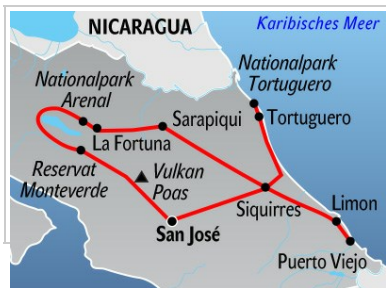 NICARAGUA
Karibisches Meer
Nationalpark
Arenal
Nationalpark
Tortuguero
Sarapiqui
Tortuguero
La Fortuna
Reservat
Monteverde
Vulkan
Poas
Siquirres
Limon
San José
Puerto Viejo